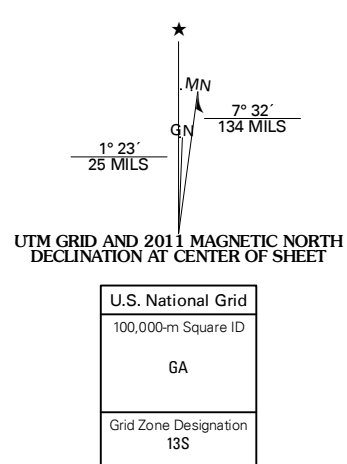 ★
MN
GN
7° 32´
134 MILS
1° 23´
25 MILS
UTM GRID AND 2011 MAGNETIC NORTH
DECLINATION AT CENTER OF SHEET
U.S. National Grid
100,000-m Square ID
GA
Grid Zone Designation
13S